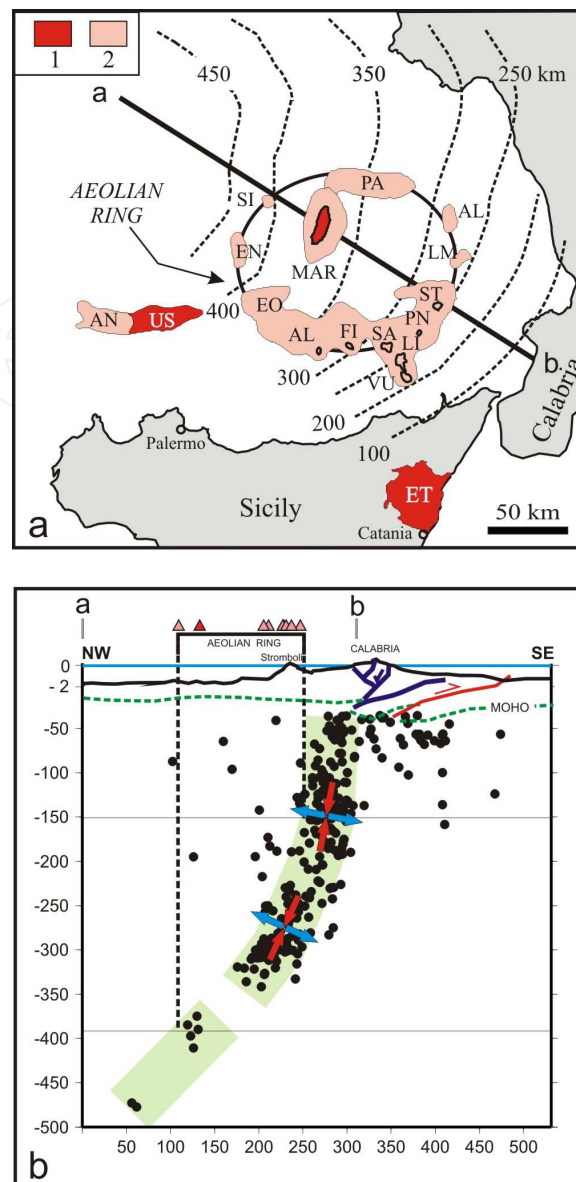 1 2
450 350 250 km
a
AEOLIAN
RING
SI PA
AL
EN MAR LM
EO ST
400
AN US PN
AL FI SA LI
300 VU b
200
100
Palermo
Calabria
Sicily ET
50 km
Catania
a
b
a b
AEOLIAN RING CALABRIA
NW Stromboli SE
0
-2
MOHO
-50
-100
-150
-200
-250
-300
-350
-400
-450
-500
50 100 150 200 250 300 350 400 450 500
b